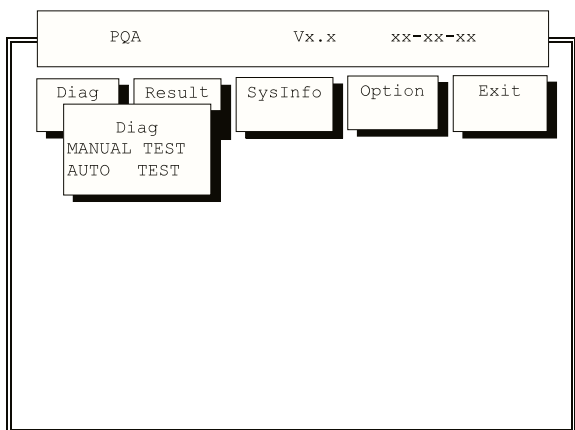 PQA Vx.x xx-xx-xx
Diag Result SysInfo Option Exit
Diag
MANUAL TEST
AUTO TEST